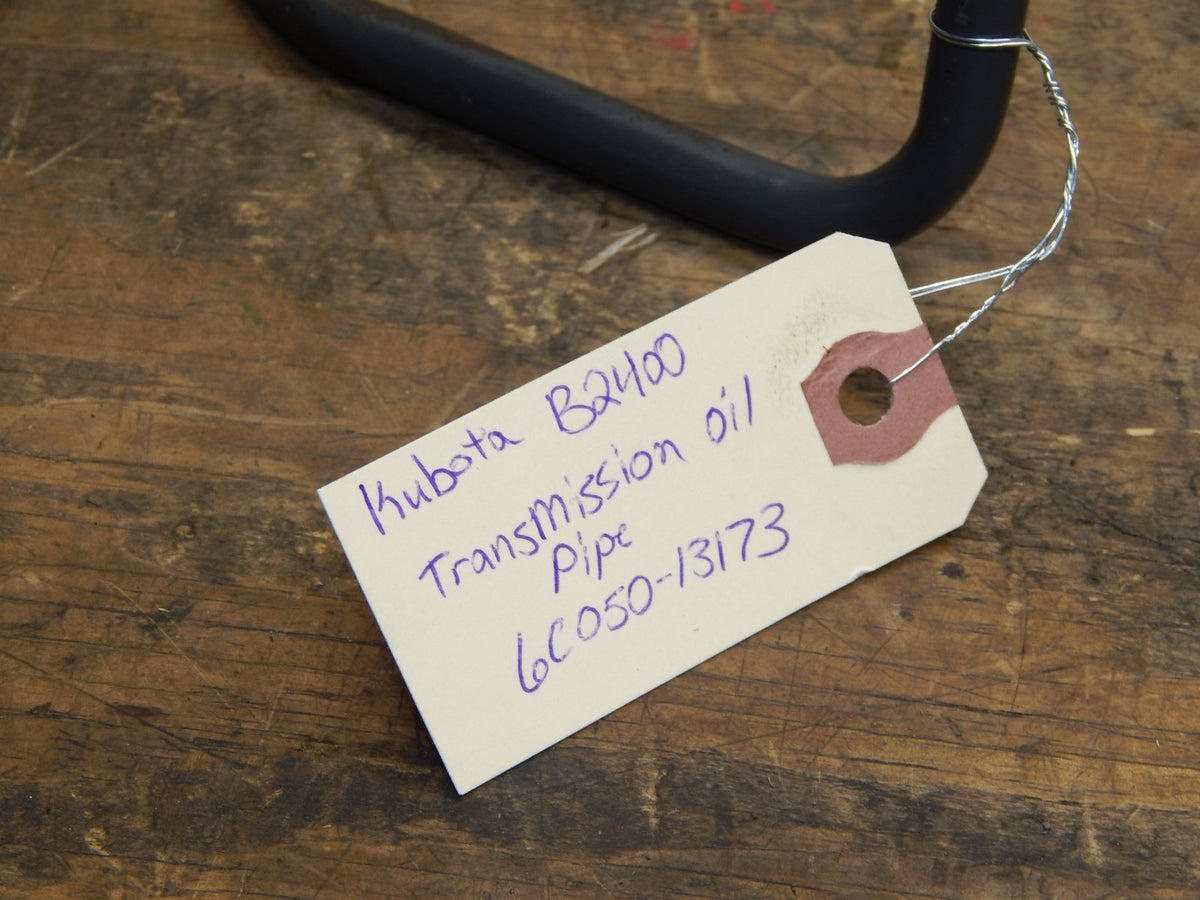 Kubota B2400
Transmission oil
pipe
6C050-13173